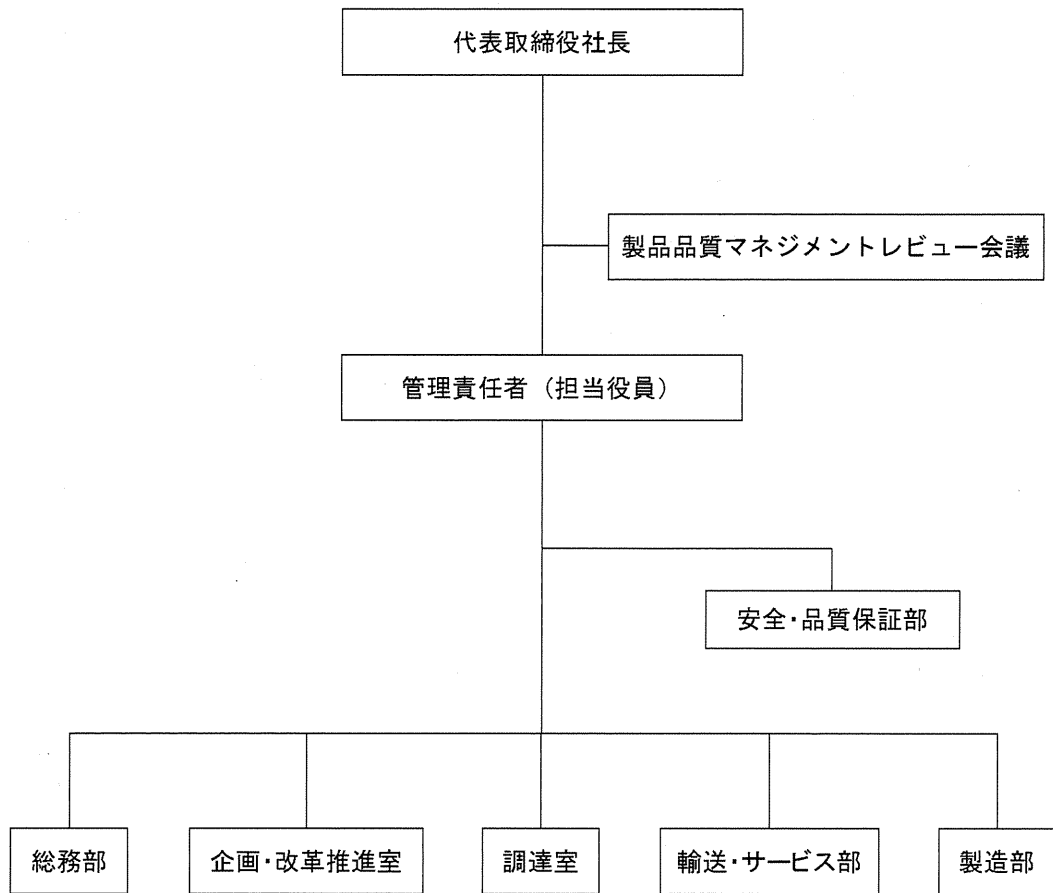 代表取締役社長
製品品質マネジメントレビュー会議
管理責任者（担当役員）
安全・品質保証部
総務部
企画・改革推進室
調達室
輸送・サービス部
製造部